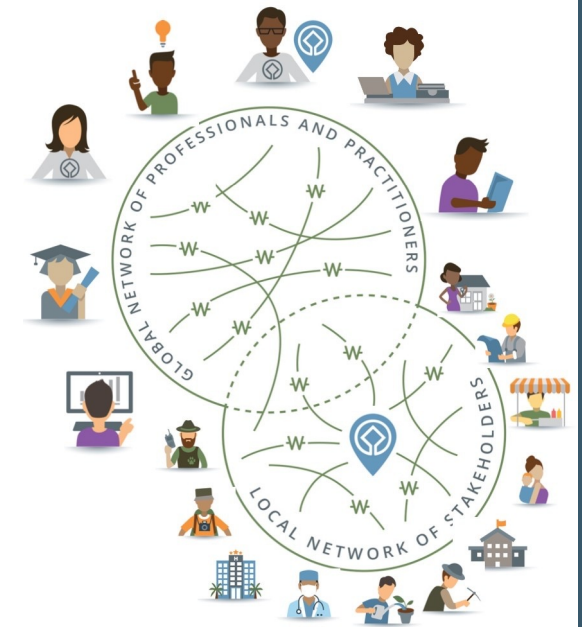 GLOBAL NETWORK OF PROFESSIONALS AND PRACTITIONERS
LOCAL NETWORK OF STAKEHOLDERS